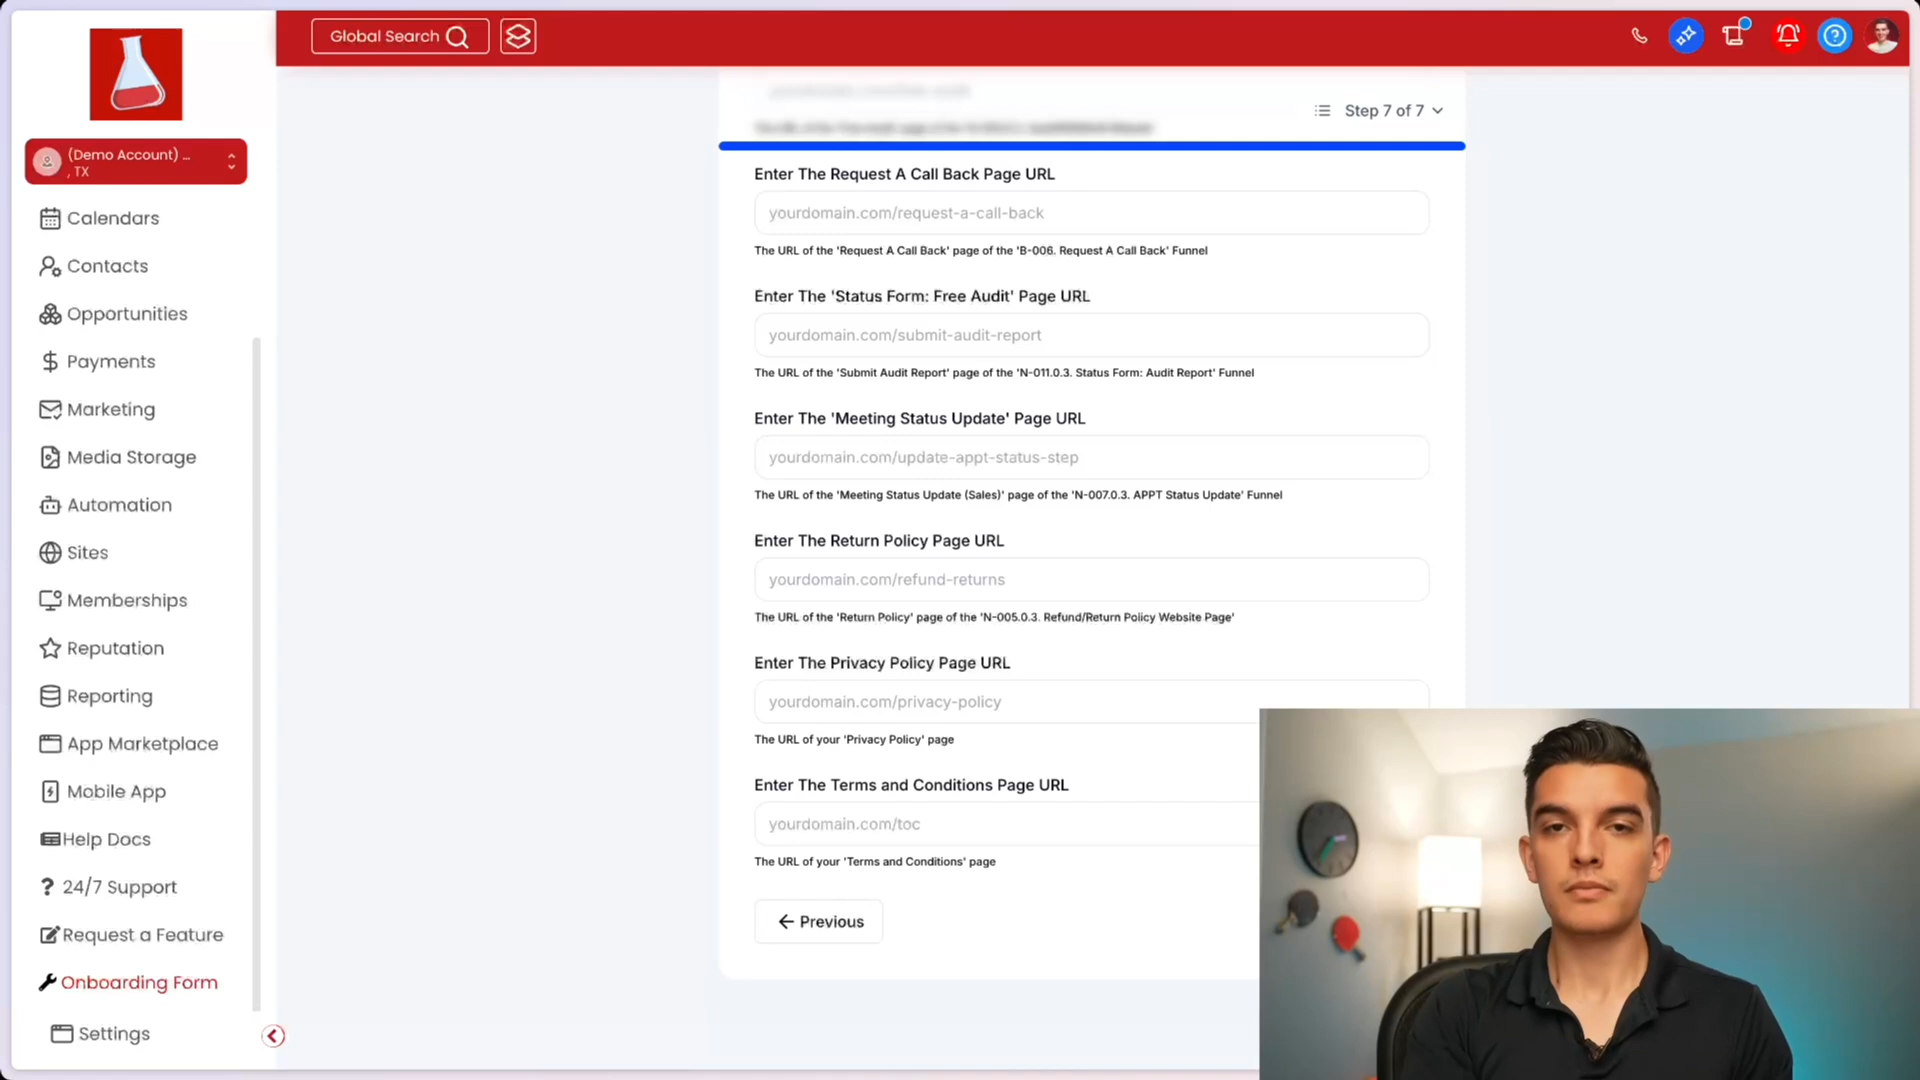 Global Search
(Demo Account) ...
, TX
Calendars
Contacts
Opportunities
Payments
Marketing
Media Storage
Automation
Sites
Memberships
Reputation
Reporting
App Marketplace
Mobile App
Help Docs
? 24/7 Support
Request a Feature
Onboarding Form
Settings
Step 7 of 7
Enter The Request A Call Back Page URL
yourdomain.com/request-a-call-back
The URL of the 'Request A Call Back' page of the 'B-006. Request A Call Back' Funnel
Enter The 'Status Form: Free Audit' Page URL
yourdomain.com/submit-audit-report
The URL of the 'Submit Audit Report' page of the 'N-011.0.3. Status Form: Audit Report' Funnel
Enter The 'Meeting Status Update' Page URL
yourdomain.com/update-appt-status-step
The URL of the 'Meeting Status Update (Sales)' page of the 'N-007.0.3. APPT Status Update' Funnel
Enter The Return Policy Page URL
yourdomain.com/refund-returns
The URL of the 'Return Policy' page of the 'N-005.0.3. Refund/Return Policy Website Page'
Enter The Privacy Policy Page URL
yourdomain.com/privacy-policy
The URL of your 'Privacy Policy' page
Enter The Terms and Conditions Page URL
yourdomain.com/toc
The URL of your 'Terms and Conditions' page
Previous